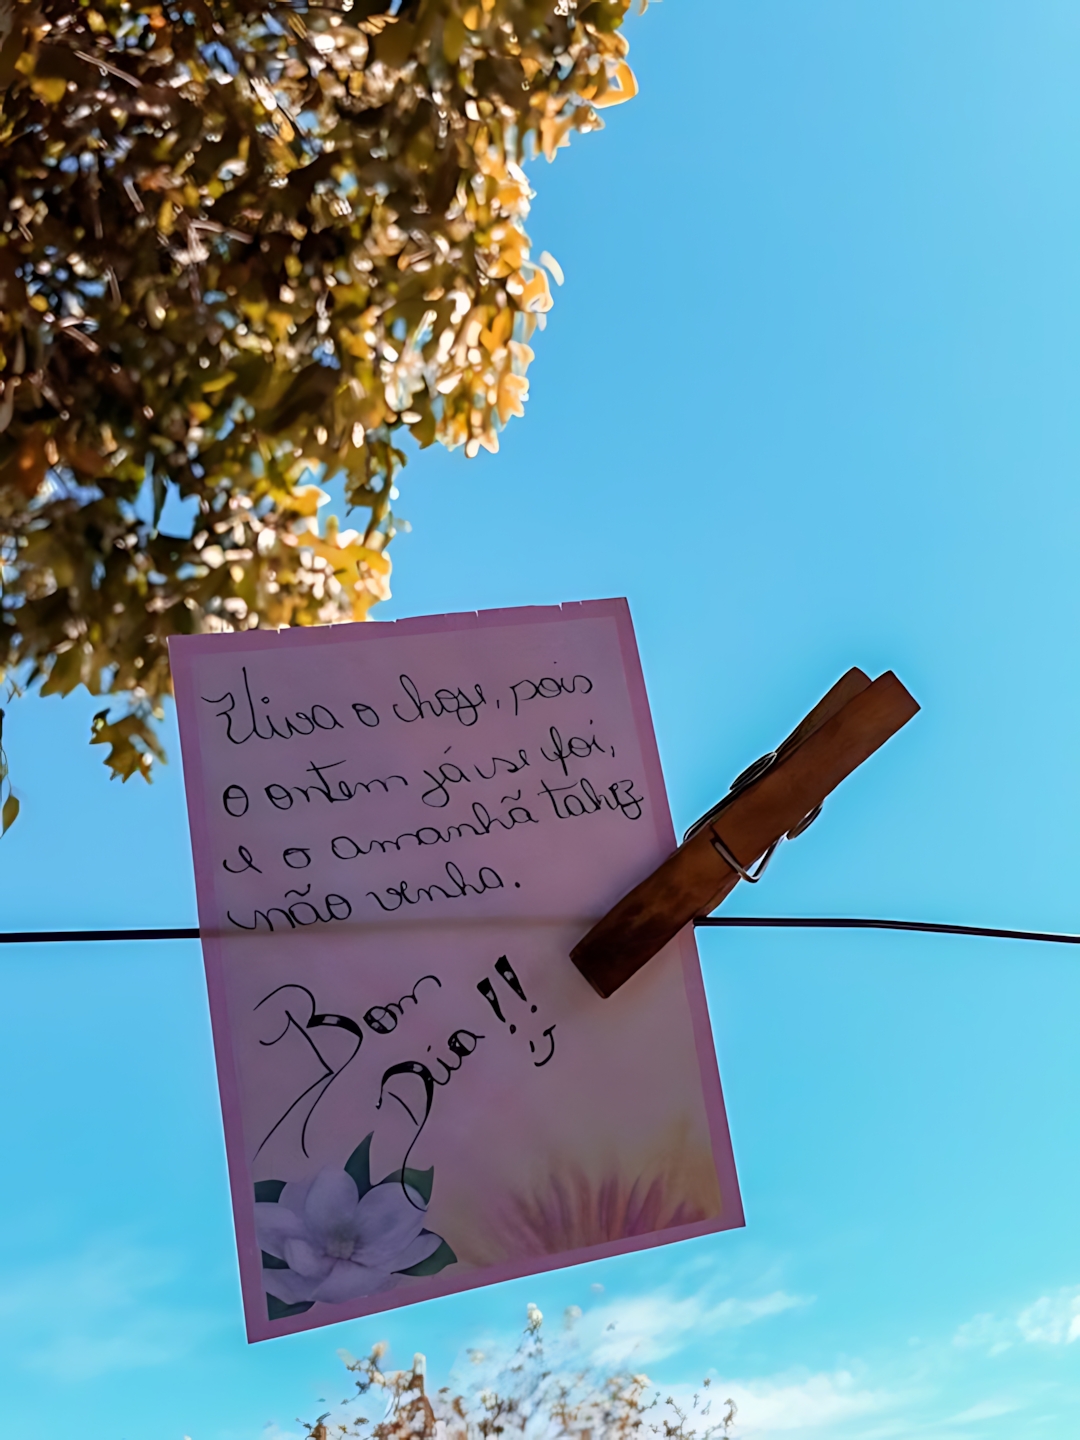 Viva o hoje, pois
o ontem já se foi,
e o amanhã talvez
não venha.
Bom
Dia!!